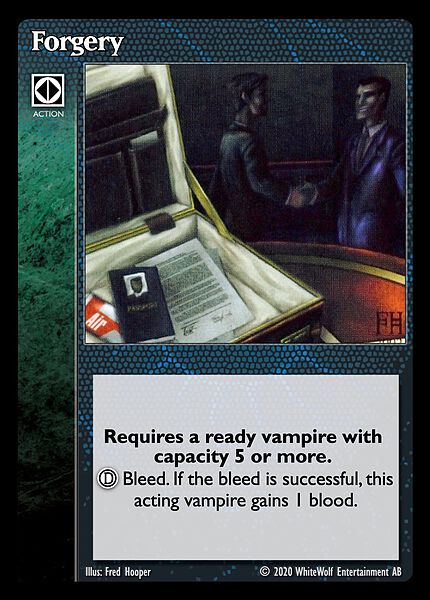 Forgery
ACTION
PASSPORT
Air
FH
Requires a ready vampire with
capacity 5 or more.
Ⓓ Bleed. If the bleed is successful, this
acting vampire gains 1 blood.
Illus: Fred Hooper
© 2020 WhiteWolf Entertainment AB